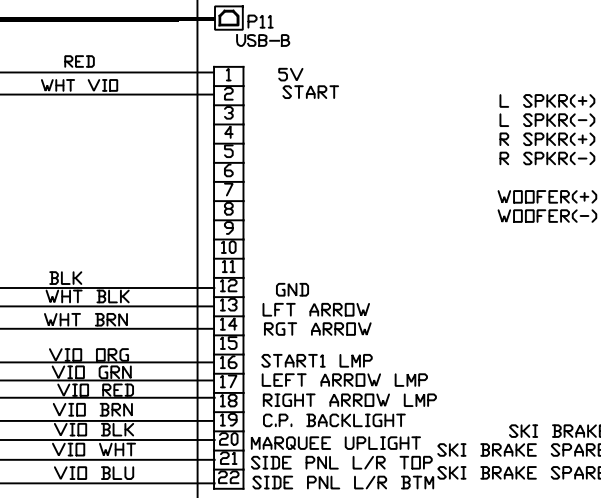 P11
USB-B
RED 1 5V
WHT VIO 2 START
3
4
5
6
7
8
9
10
11
BLK 12 GND
WHT BLK 13 LFT ARROW
WHT BRN 14 RGT ARROW
15
VIO ORG 16 START1 LMP
VIO GRN 17 LEFT ARROW LMP
VIO RED 18 RIGHT ARROW LMP
VIO BRN 19 C.P. BACKLIGHT
VIO BLK 20 MARQUEE UPLIGHT
VIO WHT 21 SIDE PNL L/R TOP
VIO BLU 22 SIDE PNL L/R BTM
L SPKR(+)
L SPKR(-)
R SPKR(+)
R SPKR(-)
WOOFER(+)
WOOFER(-)
SKI BRAKE
SKI BRAKE SPARE
SKI BRAKE SPARE